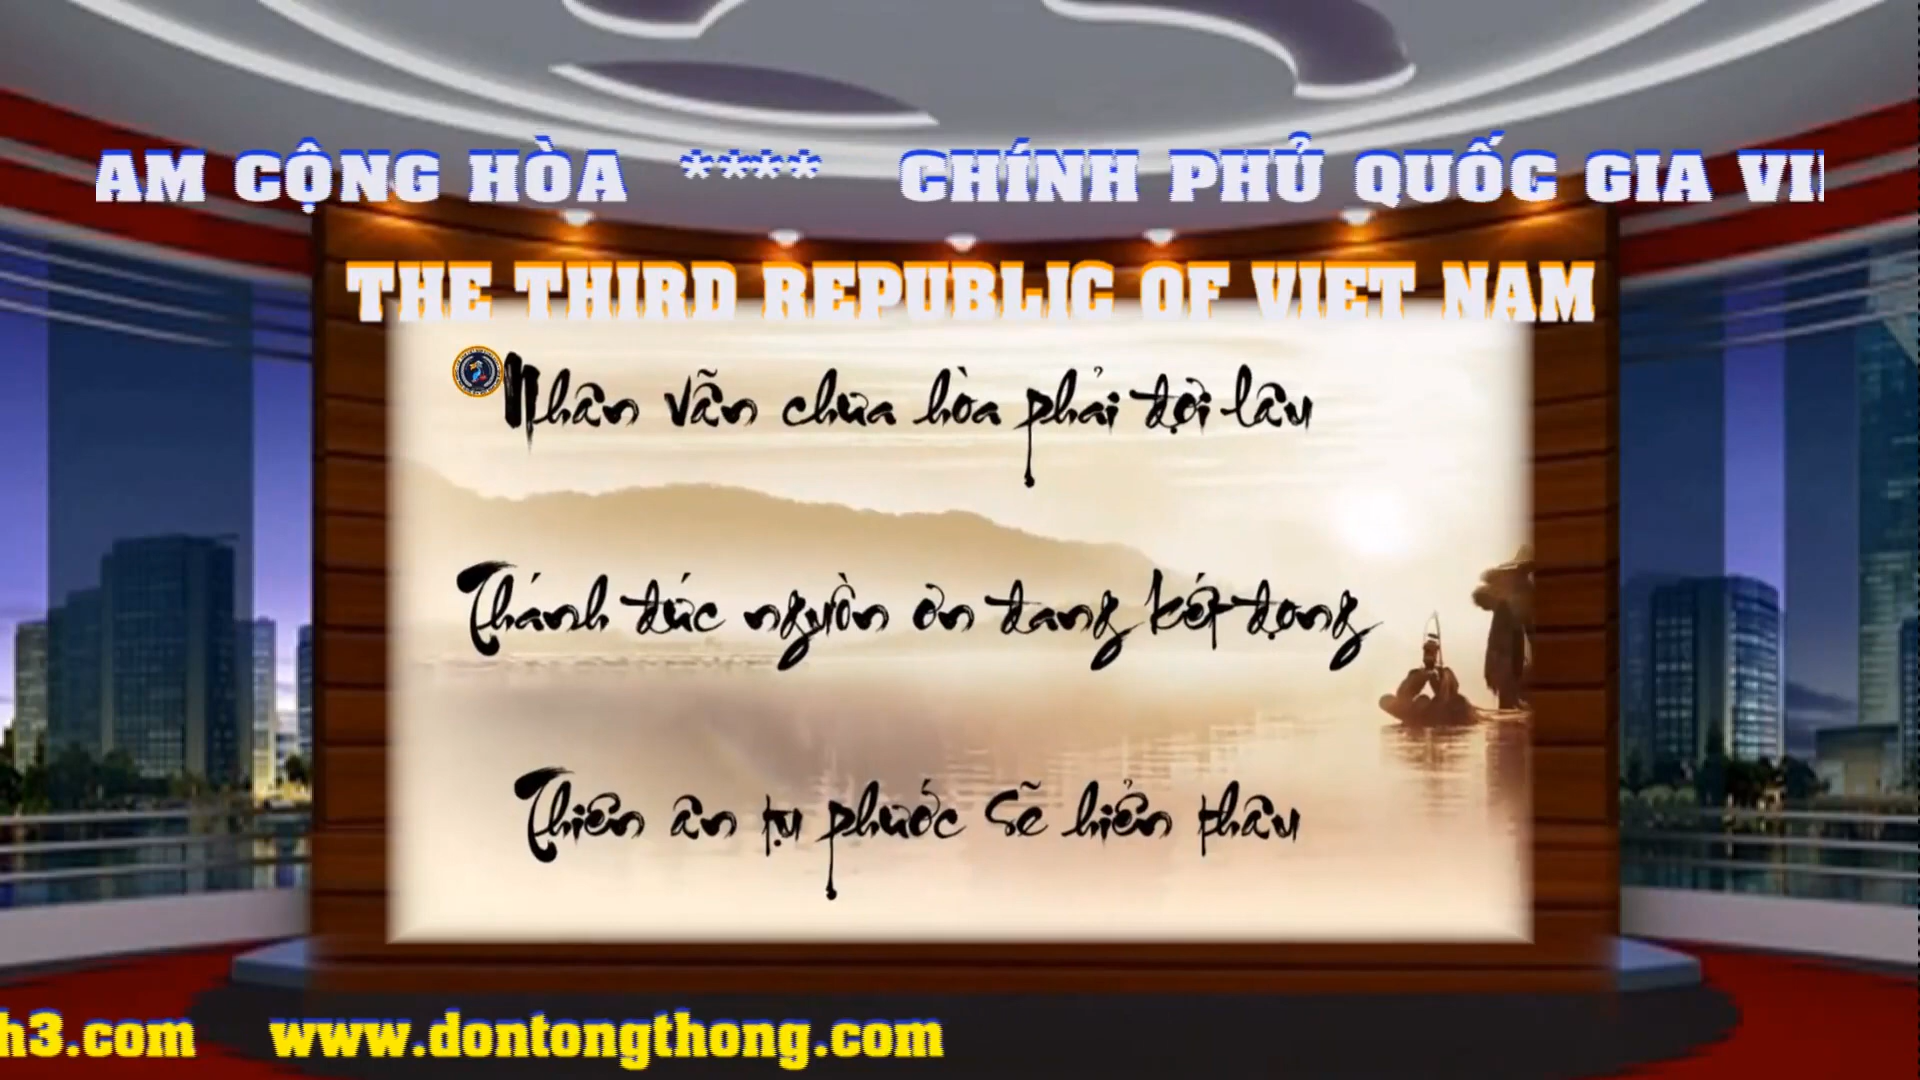 AM CỘNG HÒA **** CHÍNH PHỦ QUỐC GIA VI
THE THIRD REPUBLIC OF VIET NAM
Nhân vẫn chưa hòa phải đợi lâu
Thánh đức nguồn ơn đang kết đọng
Thiên ân tụ phước sẽ hiển thâu
h3.com www.dontongthong.com